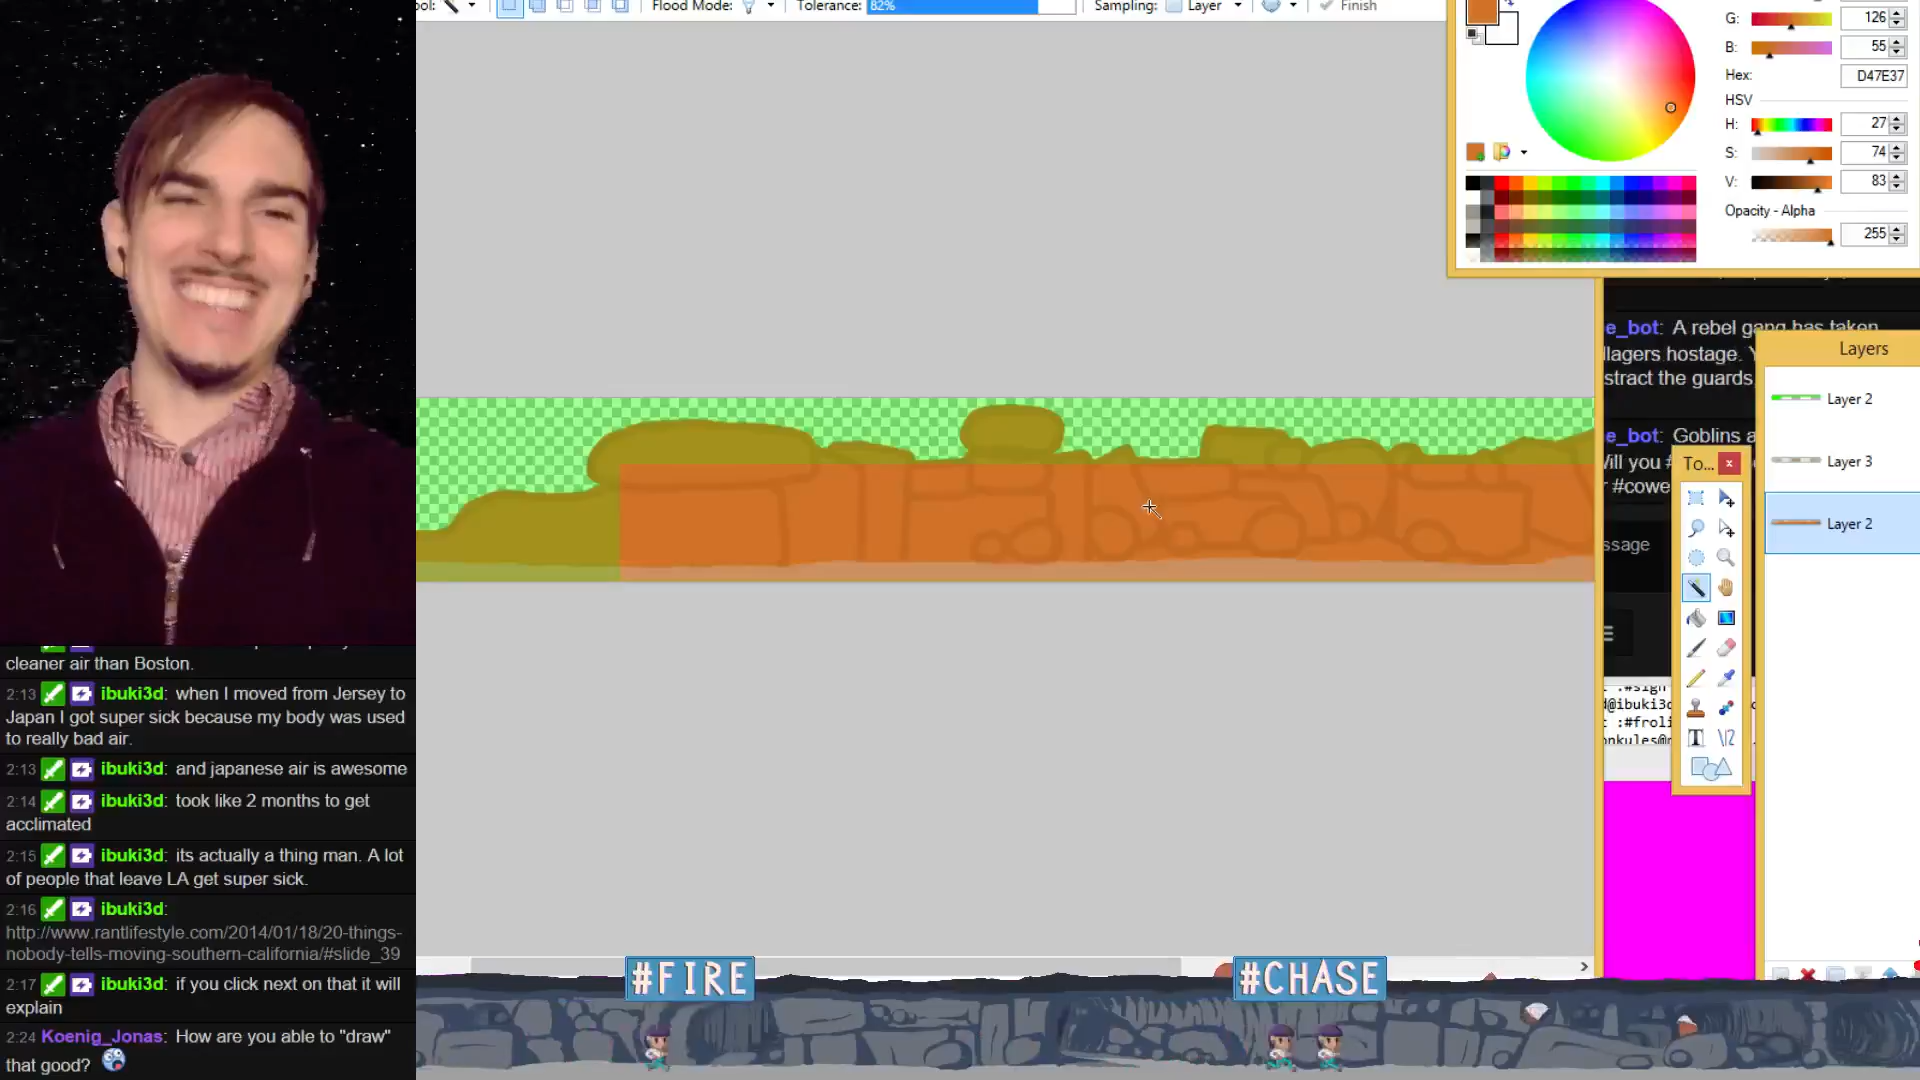 ool:
Flood Mode:
Tolerance:
82%
Sampling:
Layer
Finish
G:
126
B:
55
Hex:
D47E37
HSV
H:
27
S:
74
V:
83
Opacity - Alpha
255
e_bot: A rebel gang has taken
llagers hostage.
stract the guards,
Layers
Layer 2
Layer 3
Layer 2
e_bot: Goblins a
Vill you #
r #cowe
To...
ssage
d@ibuki3d
t :#froli
onkules@
cleaner air than Boston.
2:13 ibuki3d: when I moved from Jersey to
Japan I got super sick because my body was used
to really bad air.
2:13 ibuki3d: and japanese air is awesome
2:14 ibuki3d: took like 2 months to get
acclimated
2:15 ibuki3d: its actually a thing man. A lot
of people that leave LA get super sick.
2:16 ibuki3d:
http://www.rantlifestyle.com/2014/01/18/20-things-
nobody-tells-moving-southern-california/#slide_39
2:17 ibuki3d: if you click next on that it will
explain
2:24 Koenig_Jonas: How are you able to "draw"
that good?
#FIRE
#CHASE